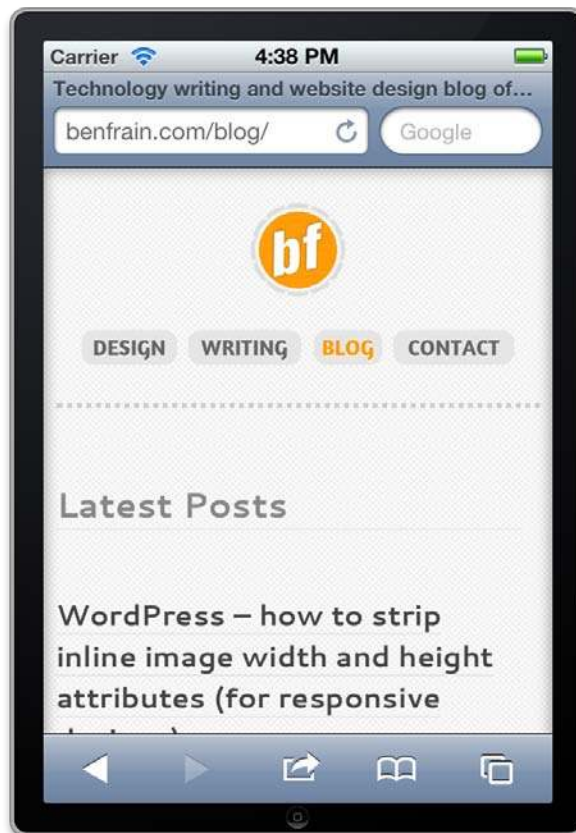 Carrier 4:38 PM
Technology writing and website design blog of...
benfrain.com/blog/ Google
bf
DESIGN WRITING BLOG CONTACT
Latest Posts
WordPress – how to strip
inline image width and height
attributes (for responsive